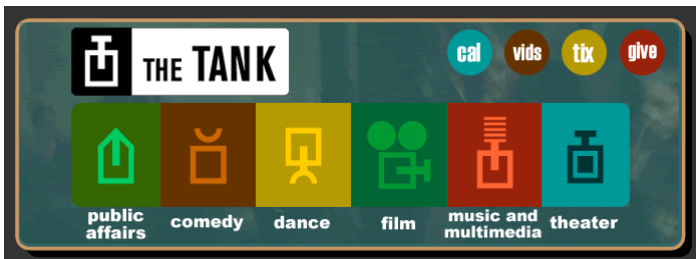 THE TANK
cal
vids
tix
give
public
affairs
comedy
dance
film
music and
multimedia
theater